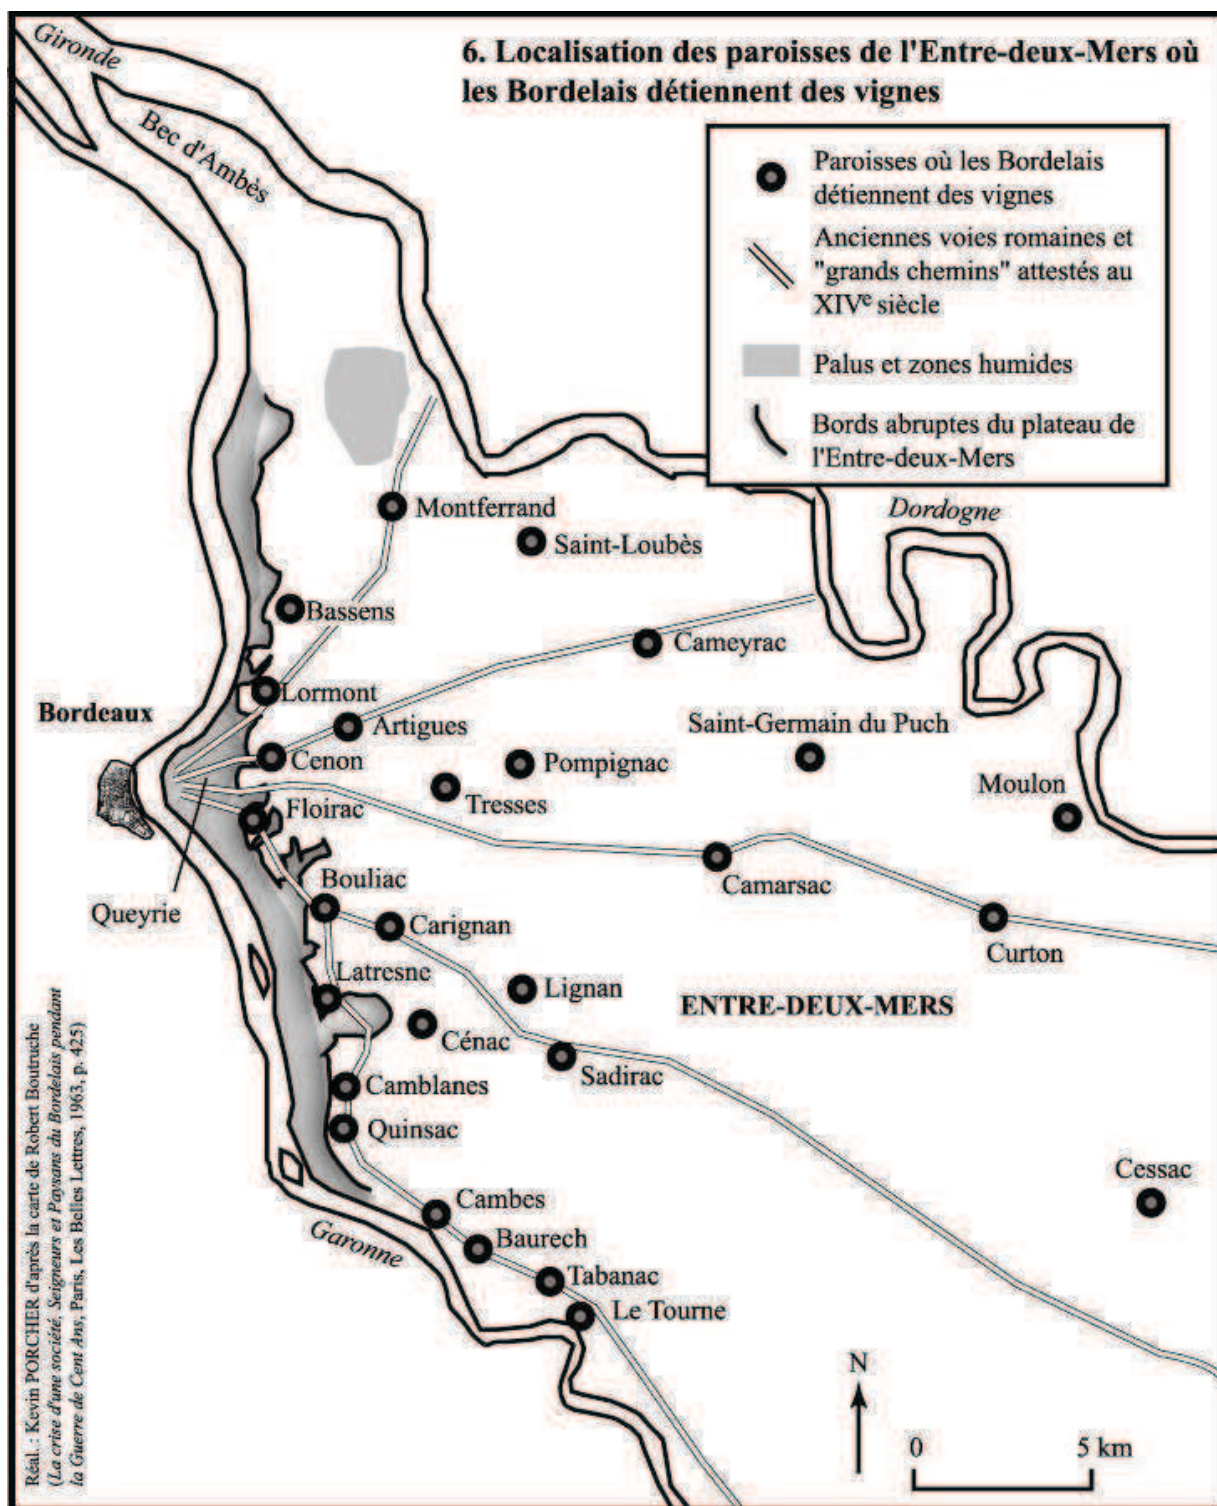 6. Localisation des paroisses de l'Entre-deux-Mers où
les Bordelais détiennent des vignes
Gironde
Bec d'Ambès
Paroisses où les Bordelais
détiennent des vignes
Anciennes voies romaines et
"grands chemins" attestés au
XIVe siècle
Palus et zones humides
Bords abruptes du plateau de
l'Entre-deux-Mers
Dordogne
Montferrand
Saint-Loubès
Bassens
Cameyrac
Lormont
Bordeaux
Artigues
Saint-Germain du Puch
Cenon
Pompignac
Moulon
Tresses
Floirac
Camarsac
Bouliac
Queyrie
Carignan
Curton
Latresne
Lignan
ENTRE-DEUX-MERS
Cénac
Sadirac
Camblanes
Quinsac
Cessac
Cambes
Garonne
Baurech
Tabanac
Le Tourne
N
0 5 km
Réal. : Kevin PORCHER d'après la carte de Robert Boutruche
(La crise d'une société, Seigneurs et Paysans du Bordelais pendant
la Guerre de Cent Ans, Paris, Les Belles Lettres, 1963, p. 425)